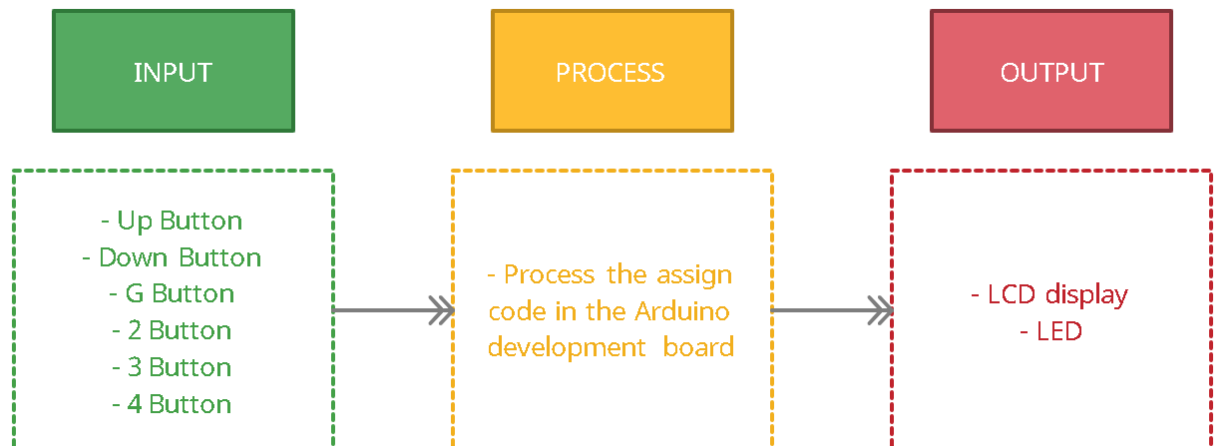 INPUT
PROCESS
OUTPUT
- Up Button
- Down Button
- G Button
- 2 Button
- 3 Button
- 4 Button
- Process the assign
code in the Arduino
development board
- LCD display
- LED